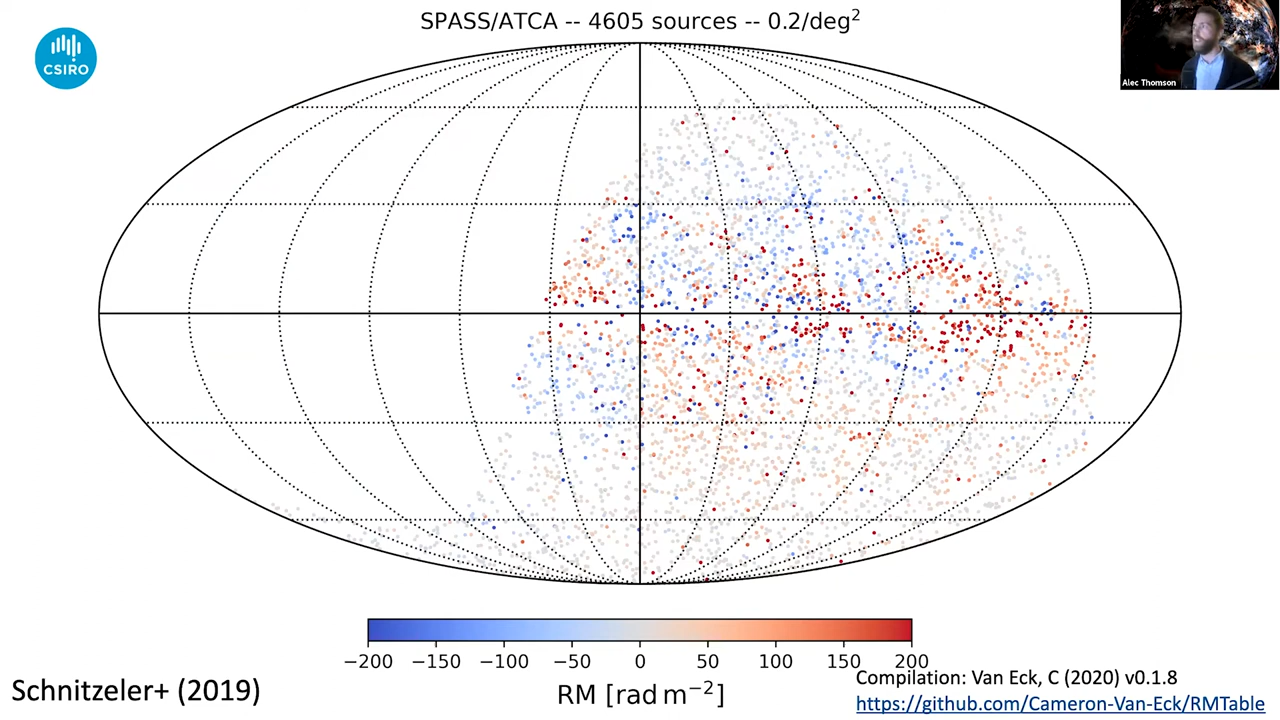 SPASS/ATCA -- 4605 sources -- 0.2/deg²
CSIRO
Alec Thomson
−200 −150 −100 −50 0 50 100 150 200
RM [rad m⁻²]
Schnitzeler+ (2019)
Compilation: Van Eck, C (2020) v0.1.8
https://github.com/Cameron-Van-Eck/RMTable